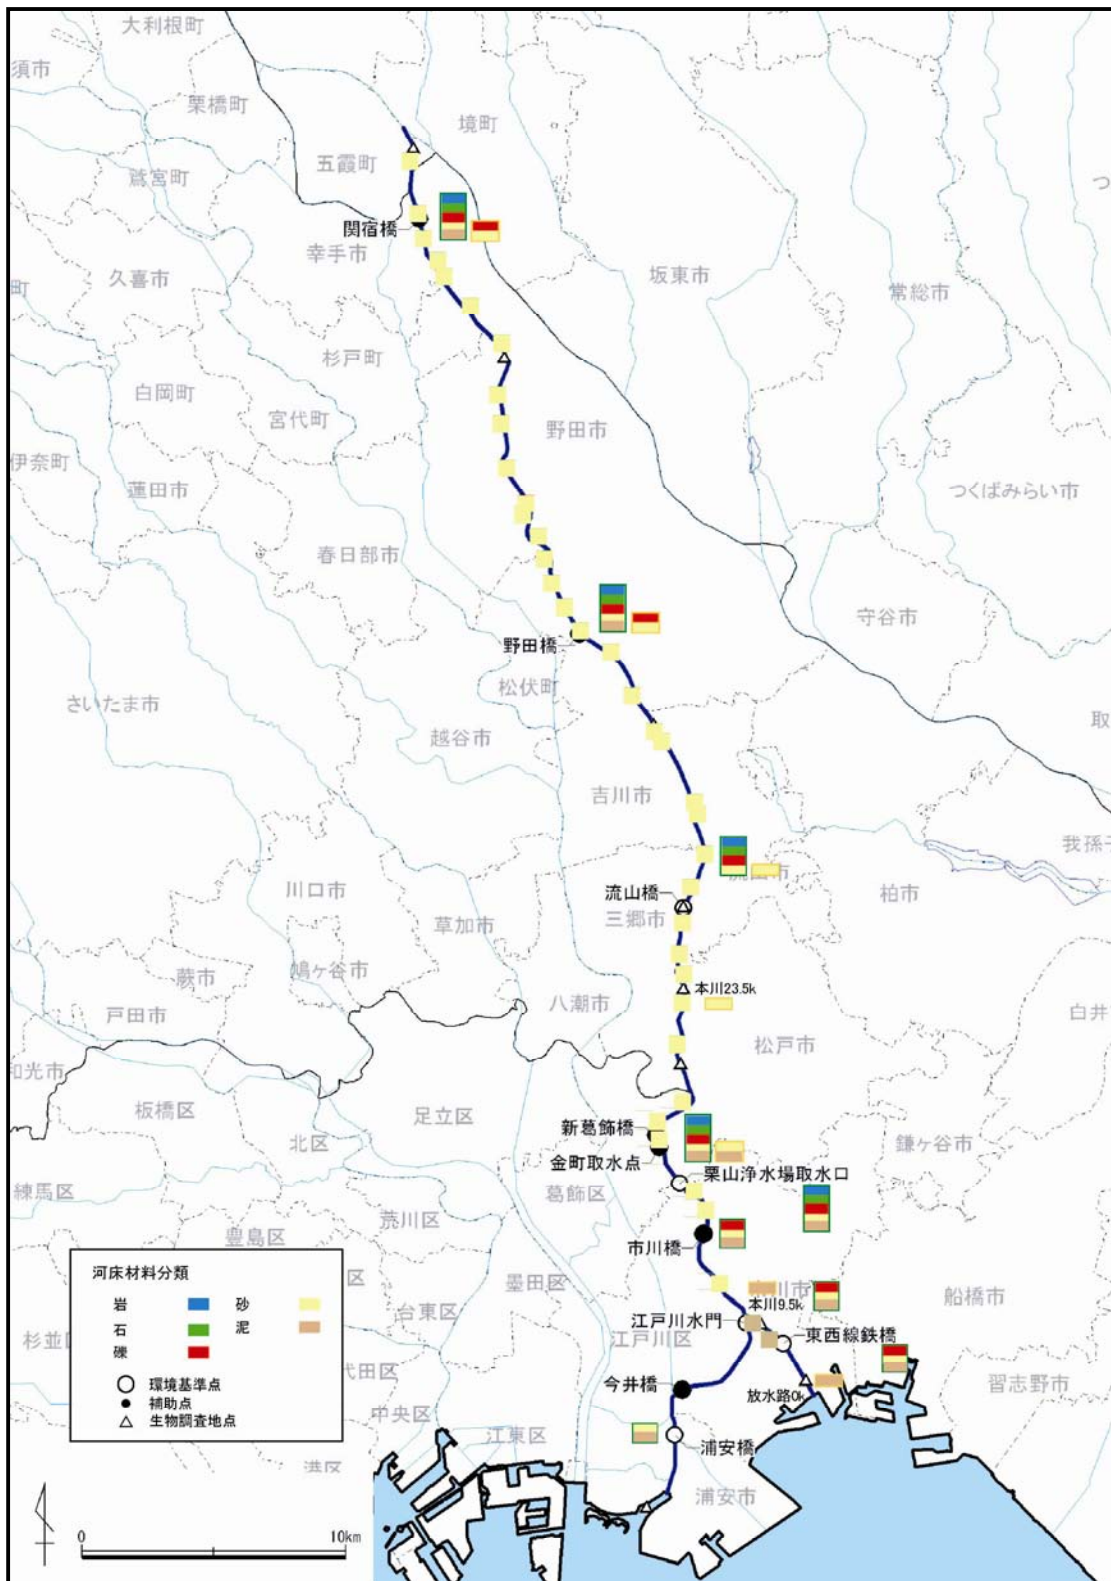 大利根町
須市
栗橋町
境町
五霞町
鷲宮町
関宿橋
幸手市
久喜市
坂東市
常総市
町
杉戸町
白岡町
宮代町
野田市
伊奈町
蓮田市
つくばみらい市
春日部市
守谷市
野田橋
松伏町
さいたま市
越谷市
取
吉川市
我孫子
川口市
流山橋
柏市
三郷市
草加市
蕨市
鳩ヶ谷市
本川23.5k
八潮市
戸田市
白井
松戸市
和光市
板橋区
足立区
新葛飾橋
北区
鎌ヶ谷市
金町取水点
栗山浄水場取水口
練馬区
葛飾区
荒川区
豊島区
市川橋
河床材料分類
墨田区
区
岩
砂
川市
船橋市
本川9.5k
台東区
江戸川水門
石
泥
江戸川区
東西線鉄橋
杉並区
礫
代田区
今井橋
習志野市
環境基準点
放水路0k
補助点
中央区
生物調査地点
江東区
浦安橋
港区
浦安市
0
10km